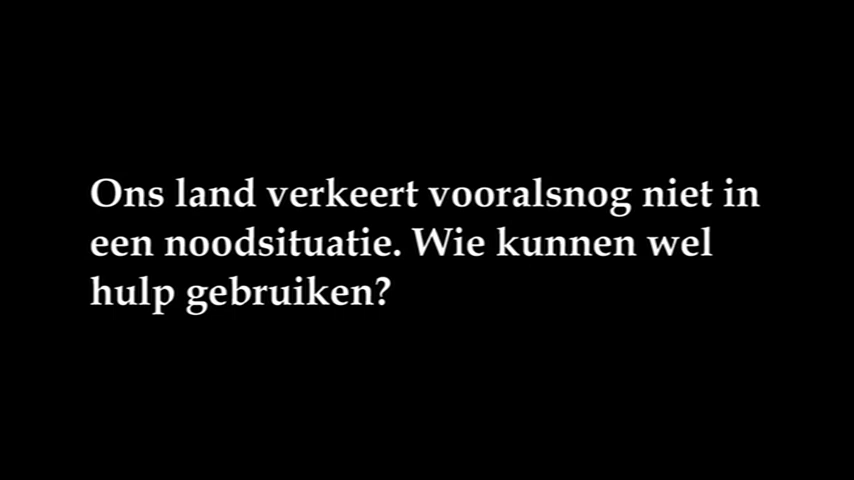 Ons land verkeert vooralsnog niet in
een noodsituatie. Wie kunnen wel
hulp gebruiken?